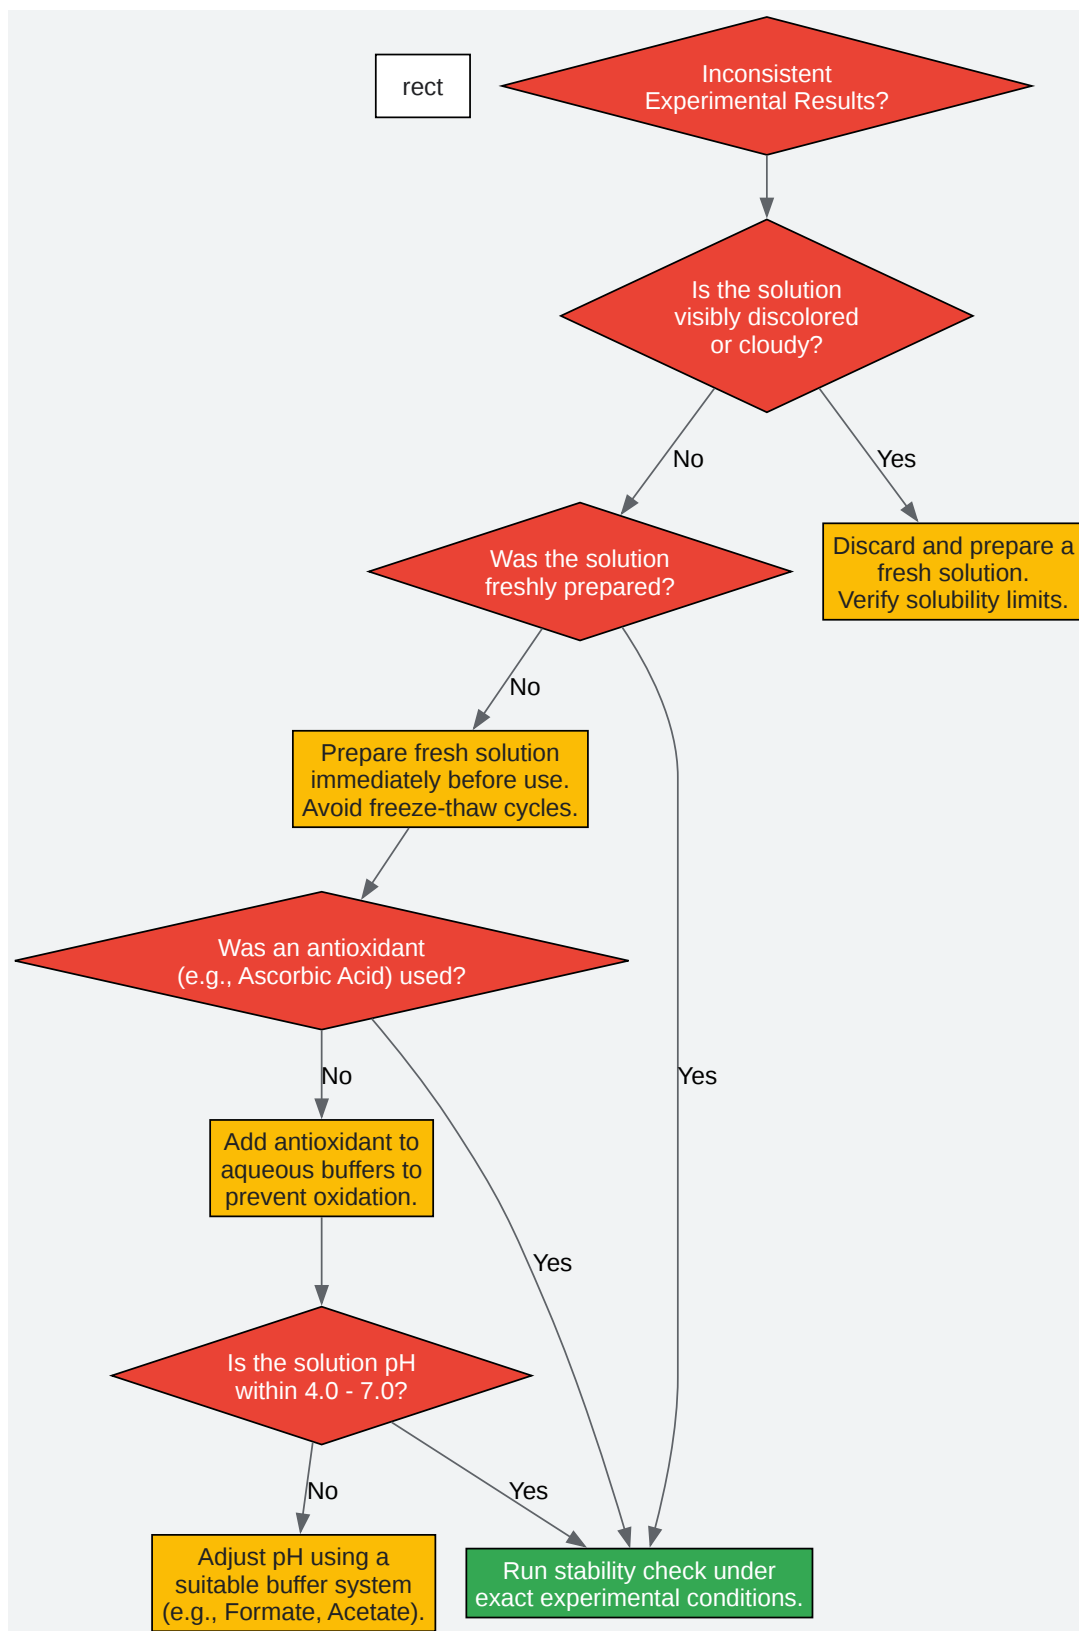 rect
Inconsistent
Experimental Results?
Is the solution
visibly discolored
or cloudy?
No
Yes
Was the solution
freshly prepared?
Discard and prepare a
fresh solution.
Verify solubility limits.
No
Prepare fresh solution
immediately before use.
Avoid freeze-thaw cycles.
Was an antioxidant
(e.g., Ascorbic Acid) used?
No
Yes
Add antioxidant to
aqueous buffers to
prevent oxidation.
Yes
Is the solution pH
within 4.0 - 7.0?
No
Yes
Adjust pH using a
suitable buffer system
(e.g., Formate, Acetate).
Run stability check under
exact experimental conditions.